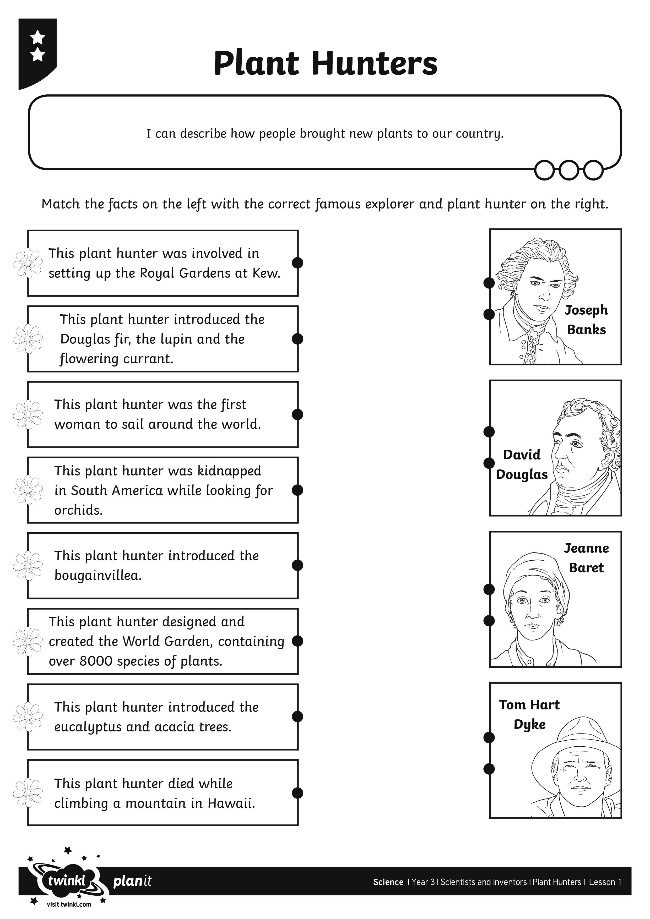 Plant Hunters
I can describe how people brought new plants to our country.
Match the facts on the left with the correct famous explorer and plant hunter on the right.
This plant hunter was involved in
setting up the Royal Gardens at Kew.
This plant hunter introduced the
Douglas fir, the lupin and the
flowering currant.
This plant hunter was the first
woman to sail around the world.
This plant hunter was kidnapped
in South America while looking for
orchids.
This plant hunter introduced the
bougainvillea.
This plant hunter designed and
created the World Garden, containing
over 8000 species of plants.
This plant hunter introduced the
eucalyptus and acacia trees.
This plant hunter died while
climbing a mountain in Hawaii.
Joseph
Banks
David
Douglas
Jeanne
Baret
Tom Hart
Dyke
twinkl planit
visit twinkl.com
Science | Year 3 | Scientists and Inventors | Plant Hunters | Lesson 1